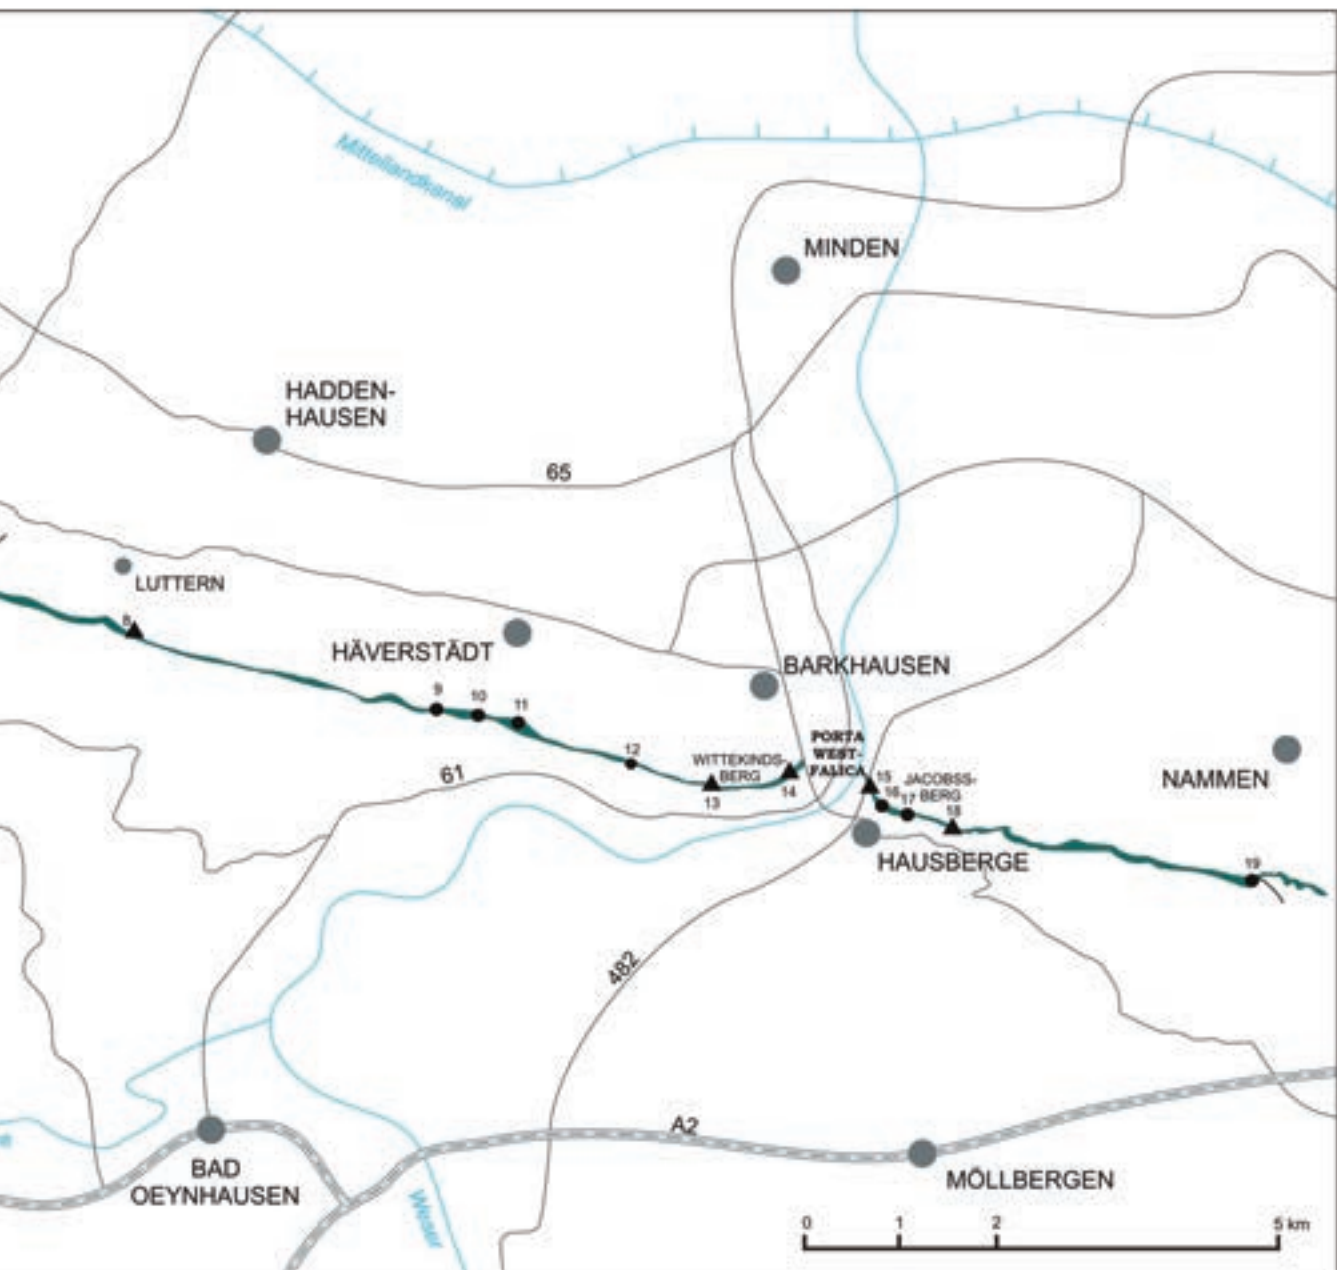 Mittellandkanal
MINDEN
HADDEN-
HAUSEN
65
LUTTERN
8
HÄVERSTÄDT
BARKHAUSEN
9
10
11
12
WITTEKINDS-
BERG
13
14
PORTA
WEST-
FALICA
15
16
17
JACOBSS-
BERG
18
NAMMEN
61
HAUSBERGE
19
482
A2
BAD
OEYNHAUSEN
MÖLLBERGEN
Weser
0 1 2 5 km